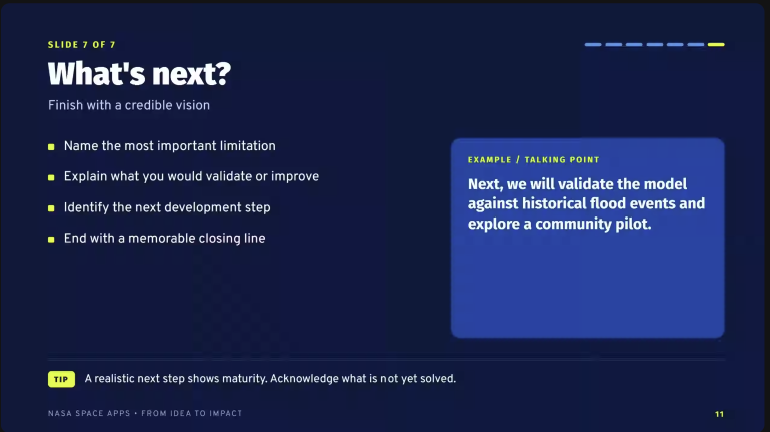 SLIDE 7 OF 7
What's next?
Finish with a credible vision
Name the most important limitation
Explain what you would validate or improve
Identify the next development step
End with a memorable closing line
EXAMPLE / TALKING POINT
Next, we will validate the model
against historical flood events and
explore a community pilot.
TIP A realistic next step shows maturity. Acknowledge what is not yet solved.
NASA SPACE APPS • FROM IDEA TO IMPACT
11